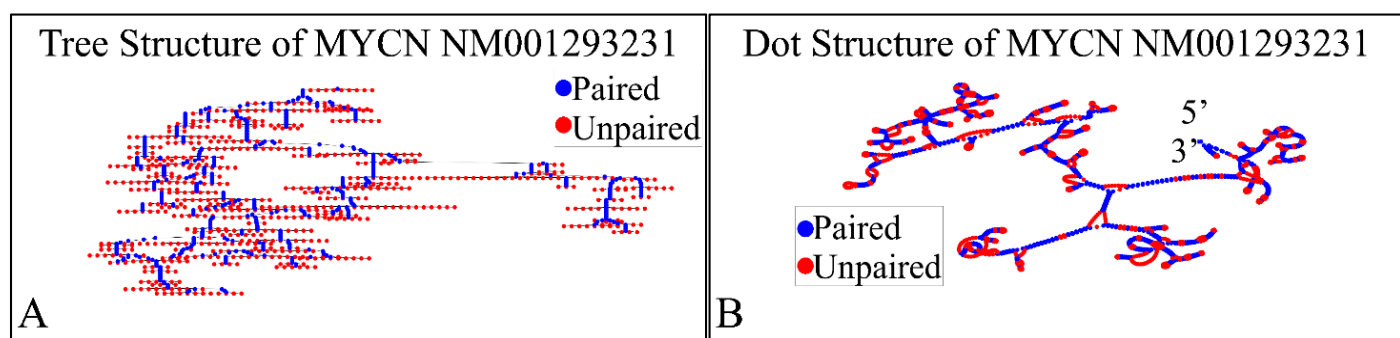 Tree Structure of MYCN NM001293231
Paired
Unpaired
A
Dot Structure of MYCN NM001293231
5’
3’
Paired
Unpaired
B